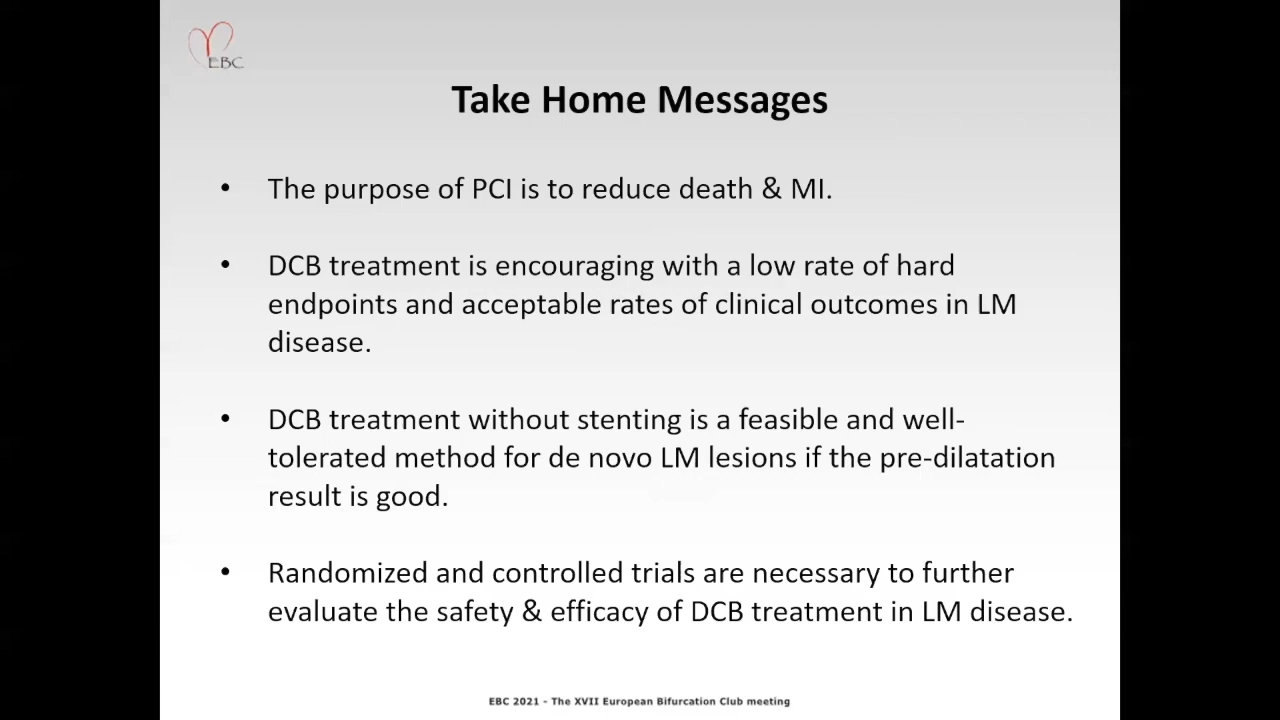 EBC
Take Home Messages
• The purpose of PCI is to reduce death & MI.
• DCB treatment is encouraging with a low rate of hard
endpoints and acceptable rates of clinical outcomes in LM
disease.
• DCB treatment without stenting is a feasible and well-
tolerated method for de novo LM lesions if the pre-dilatation
result is good.
• Randomized and controlled trials are necessary to further
evaluate the safety & efficacy of DCB treatment in LM disease.
EBC 2021 - The XVII European Bifurcation Club meeting